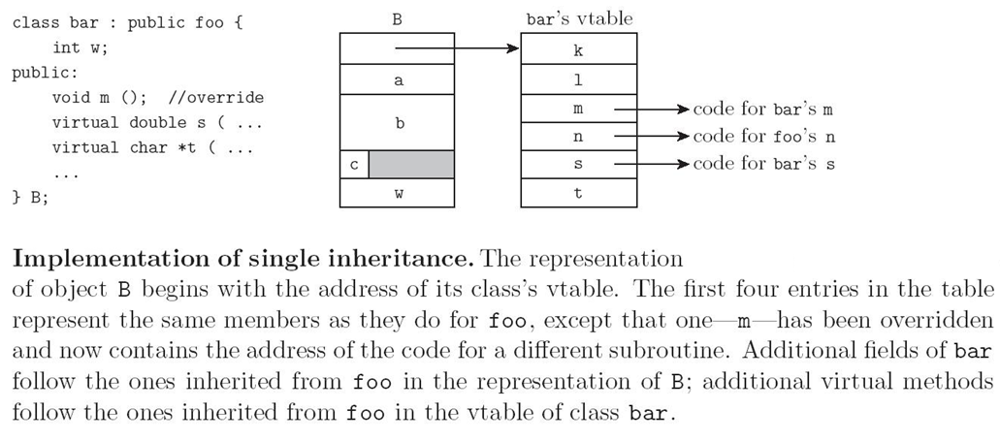 class bar : public foo {
int w;
public:
void m ();  //override
virtual double s ( ...
virtual char *t ( ...
...
} B;
B
a
b
c
w
bar's vtable
k
l
m
n
s
t
code for bar's m
code for foo's n
code for bar's s
Implementation of single inheritance. The representation
of object B begins with the address of its class's vtable. The first four entries in the table
represent the same members as they do for foo, except that one—m—has been overridden
and now contains the address of the code for a different subroutine. Additional fields of bar
follow the ones inherited from foo in the representation of B; additional virtual methods
follow the ones inherited from foo in the vtable of class bar.